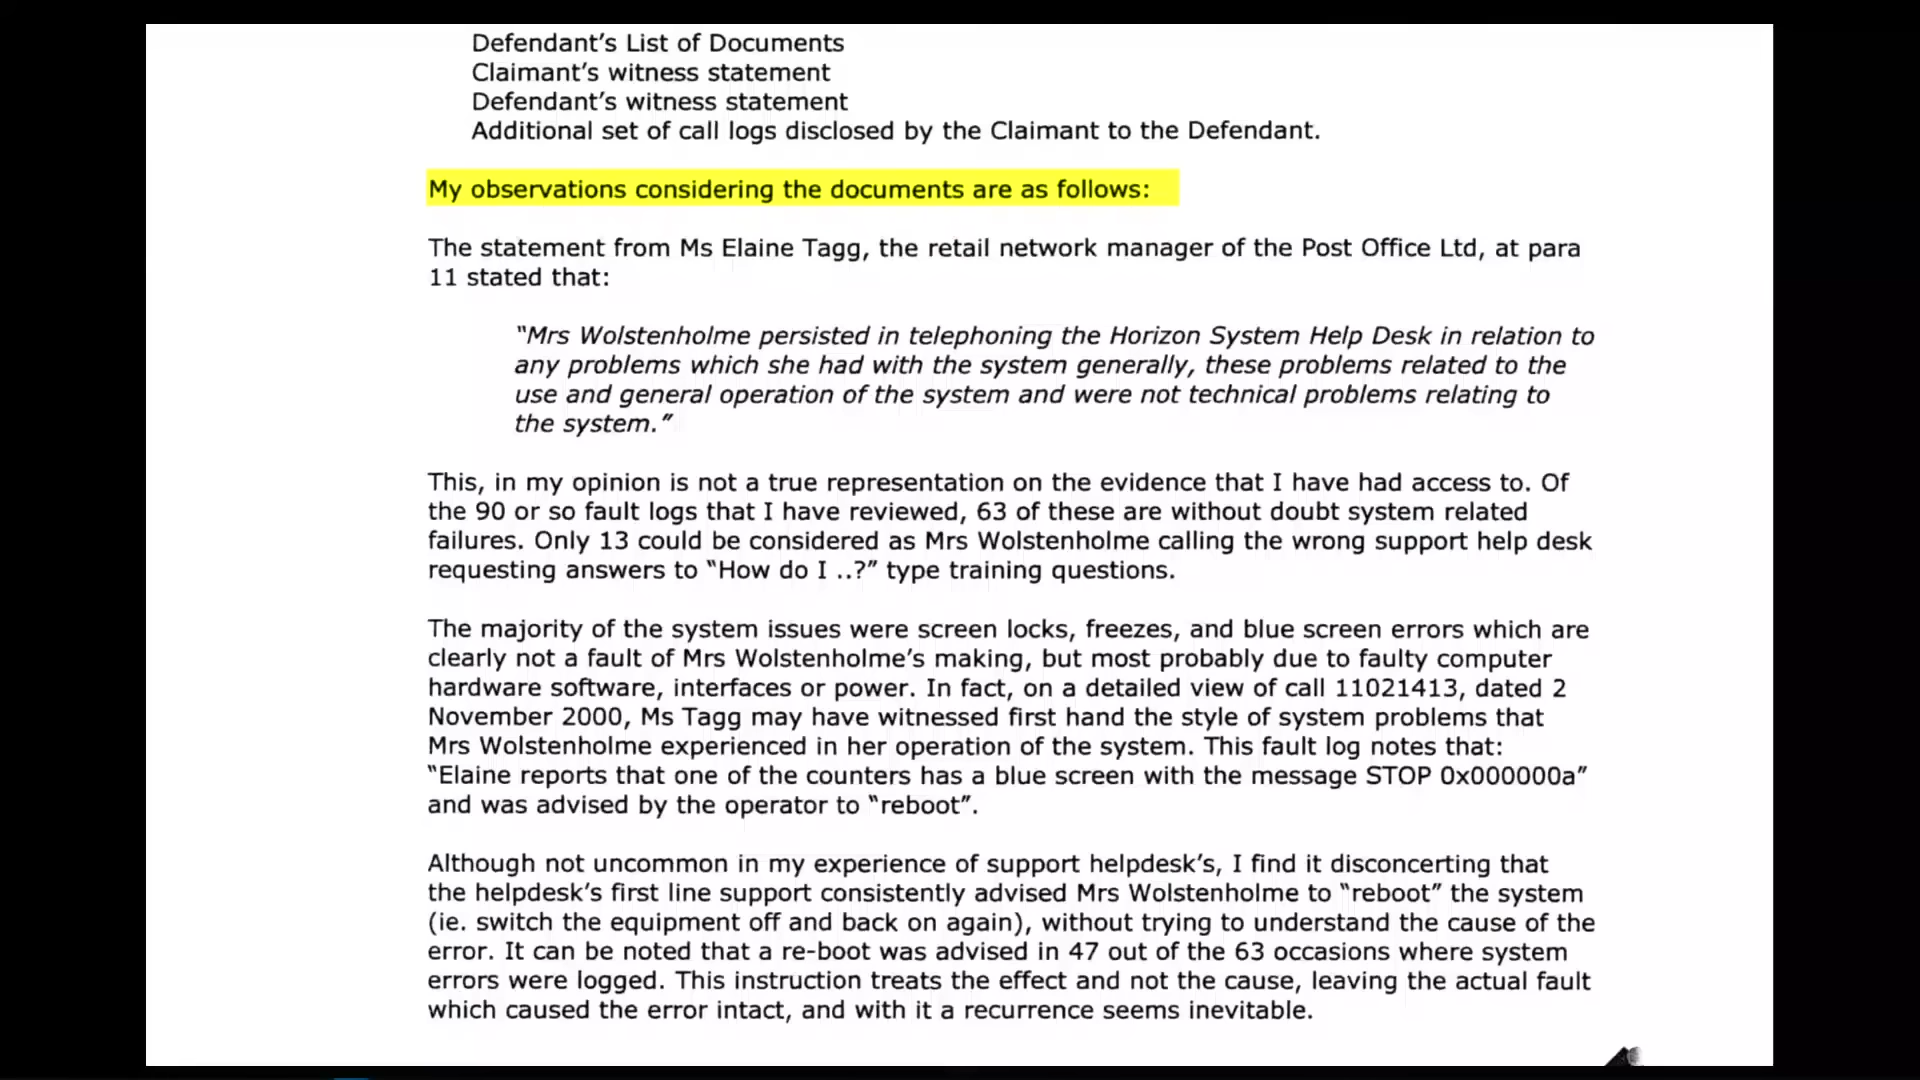 Defendant’s List of Documents
Claimant’s witness statement
Defendant’s witness statement
Additional set of call logs disclosed by the Claimant to the Defendant.
My observations considering the documents are as follows:
The statement from Ms Elaine Tagg, the retail network manager of the Post Office Ltd, at para
11 stated that:
“Mrs Wolstenholme persisted in telephoning the Horizon System Help Desk in relation to
any problems which she had with the system generally, these problems related to the
use and general operation of the system and were not technical problems relating to
the system.”
This, in my opinion is not a true representation on the evidence that I have had access to. Of
the 90 or so fault logs that I have reviewed, 63 of these are without doubt system related
failures. Only 13 could be considered as Mrs Wolstenholme calling the wrong support help desk
requesting answers to “How do I ..?” type training questions.
The majority of the system issues were screen locks, freezes, and blue screen errors which are
clearly not a fault of Mrs Wolstenholme’s making, but most probably due to faulty computer
hardware software, interfaces or power. In fact, on a detailed view of call 11021413, dated 2
November 2000, Ms Tagg may have witnessed first hand the style of system problems that
Mrs Wolstenholme experienced in her operation of the system. This fault log notes that:
“Elaine reports that one of the counters has a blue screen with the message STOP 0x000000a”
and was advised by the operator to “reboot”.
Although not uncommon in my experience of support helpdesk’s, I find it disconcerting that
the helpdesk’s first line support consistently advised Mrs Wolstenholme to “reboot” the system
(ie. switch the equipment off and back on again), without trying to understand the cause of the
error. It can be noted that a re-boot was advised in 47 out of the 63 occasions where system
errors were logged. This instruction treats the effect and not the cause, leaving the actual fault
which caused the error intact, and with it a recurrence seems inevitable.